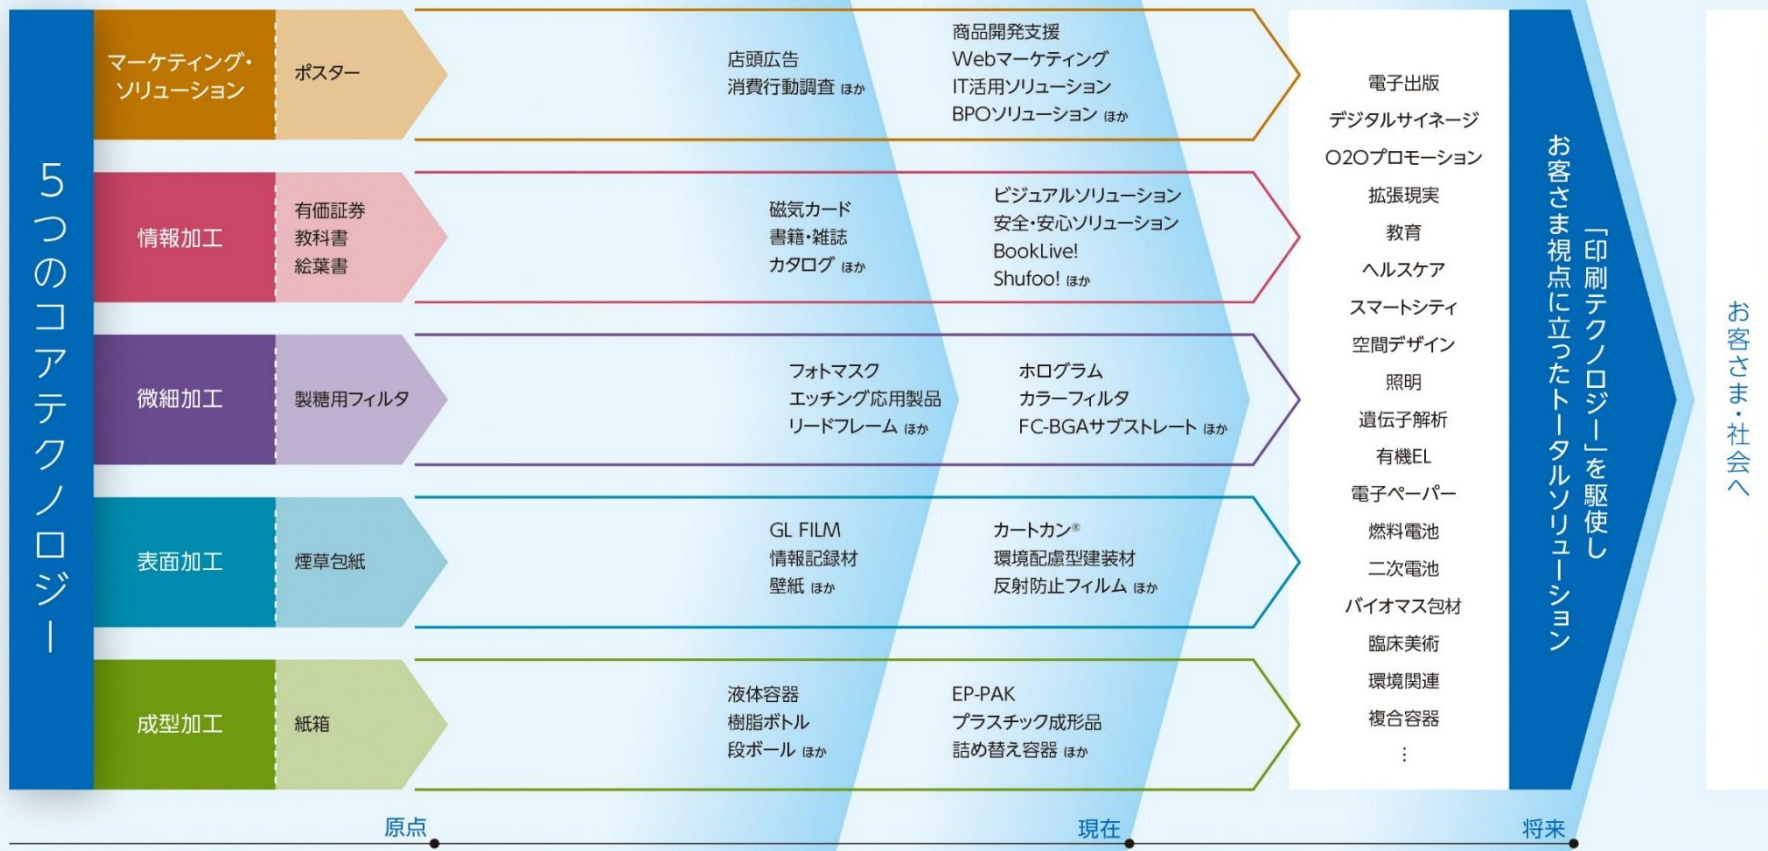 5つのコアテクノロジー
マーケティング・
ソリューション
ポスター
店頭広告
消費行動調査 ほか
商品開発支援
Webマーケティング
IT活用ソリューション
BPOソリューション ほか
情報加工
有価証券
教科書
絵葉書
磁気カード
書籍・雑誌
カタログ ほか
ビジュアルソリューション
安全・安心ソリューション
BookLive!
Shufoo! ほか
微細加工
製糖用フィルタ
フォトマスク
エッチング応用製品
リードフレーム ほか
ホログラム
カラーフィルタ
FC-BGAサブストレート ほか
表面加工
煙草包紙
GL FILM
情報記録材
壁紙 ほか
カートカン®
環境配慮型建装材
反射防止フィルム ほか
成型加工
紙箱
液体容器
樹脂ボトル
段ボール ほか
EP-PAK
プラスチック成形品
詰め替え容器 ほか
電子出版
デジタルサイネージ
O2Oプロモーション
拡張現実
教育
ヘルスケア
スマートシティ
空間デザイン
照明
遺伝子解析
有機EL
電子ペーパー
燃料電池
二次電池
バイオマス包材
臨床美術
環境関連
複合容器
⋮
「印刷テクノロジー」を駆使し
お客さま視点に立ったトータルソリューション
お客さま・社会へ
原点
現在
将来